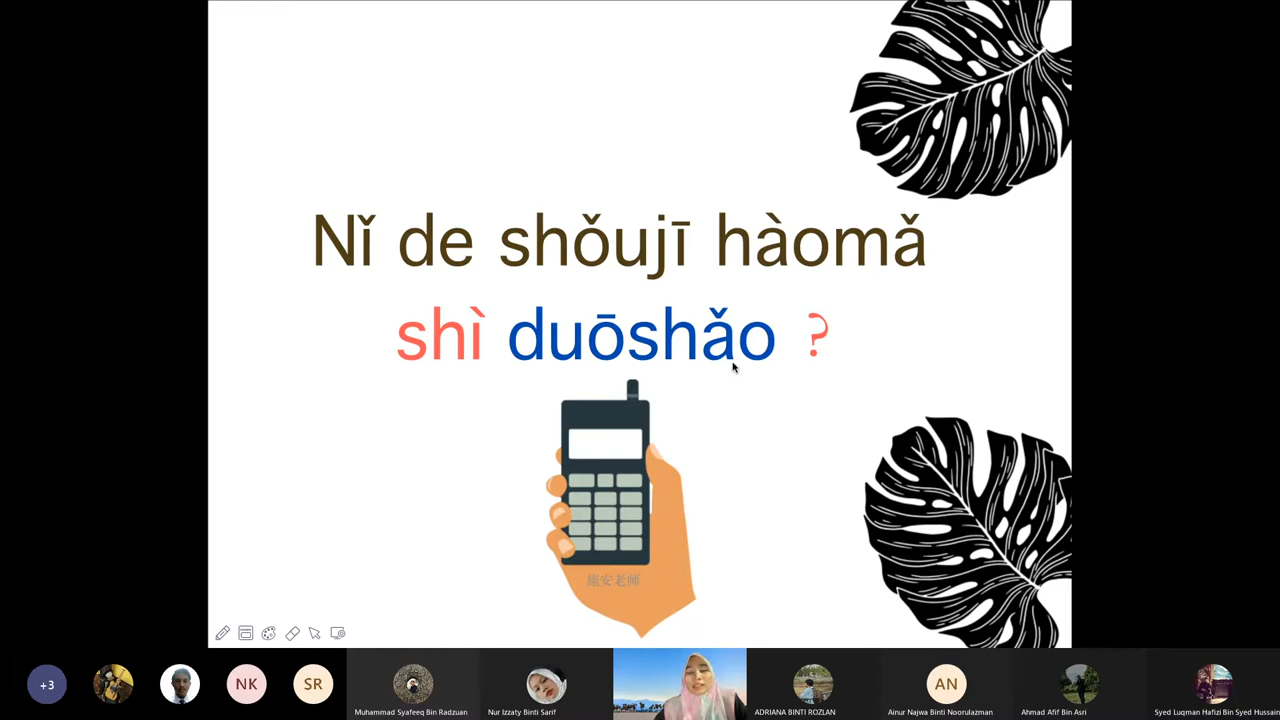 Nǐ de shǒujī hàomǎ
shì duōshǎo ?
施安老师
+3
NK
SR
Muhammad Syafeeq Bin Radzuan
Nur Izzaty Binti Sarif
ADRIANA BINTI ROZLAN
AN
Ainur Najwa Binti Noorulazman
Ahmad Afif Bin Asri
Syed Luqman Hafizi Bin Syed Hussain